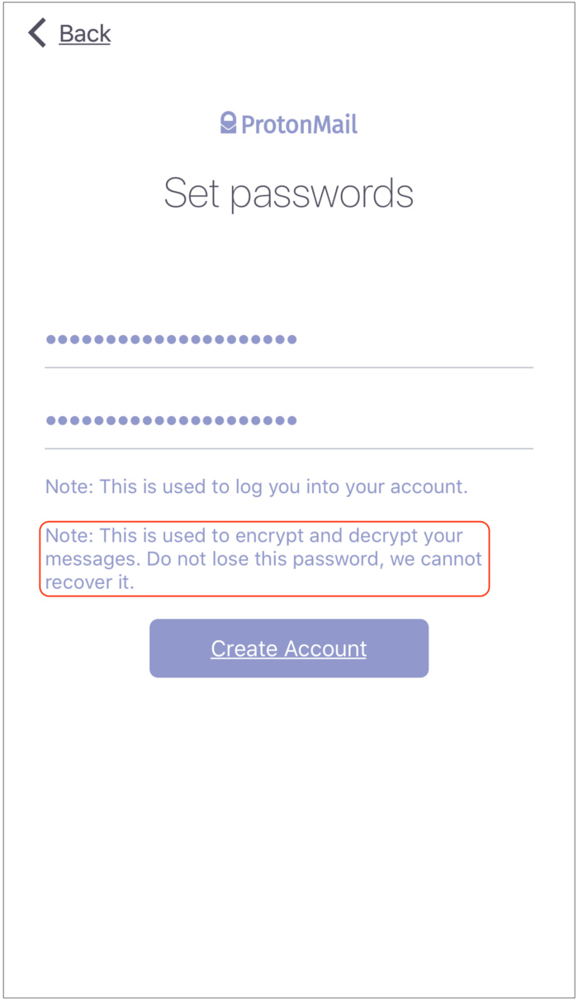 Back
ProtonMail
Set passwords
•••••••••••••••••••••
•••••••••••••••••••••
Note: This is used to log you into your account.
Note: This is used to encrypt and decrypt your
messages. Do not lose this password, we cannot
recover it.
Create Account